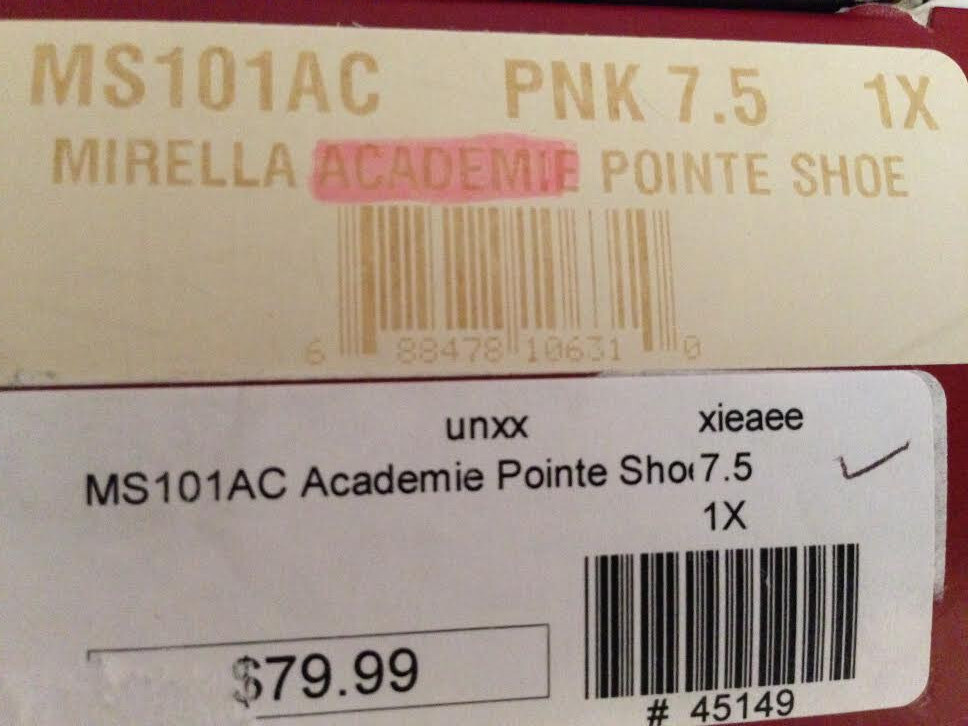 MS101AC PNK 7.5 1X
MIRELLA ACADEMIE POINTE SHOE
6 88478 10631 0
unxx xieaee
MS101AC Academie Pointe Sho 7.5
1X
$79.99
# 45149